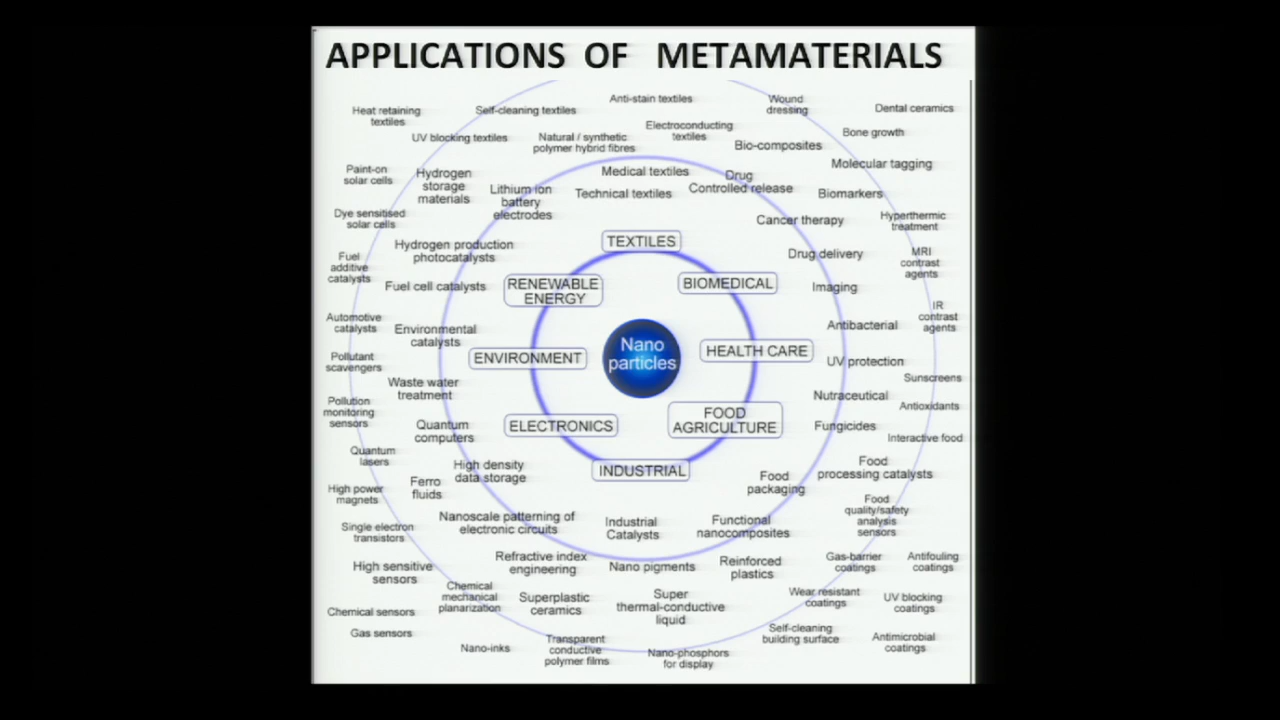 APPLICATIONS OF METAMATERIALS
Heat retaining
textiles
Self-cleaning textiles
Anti-stain textiles
Wound
dressing
Dental ceramics
UV blocking textiles
Natural / synthetic
polymer hybrid fibres
Electroconducting
textiles
Bio-composites
Bone growth
Paint-on
solar cells
Hydrogen
storage
materials
Lithium ion
battery
electrodes
Medical textiles
Technical textiles
Drug
Controlled release
Molecular tagging
Biomarkers
Dye sensitised
solar cells
Cancer therapy
Hyperthermic
treatment
Hydrogen production
photocatalysts
TEXTILES
Drug delivery
MRI
contrast
agents
Fuel
additive
catalysts
Fuel cell catalysts
RENEWABLE
ENERGY
BIOMEDICAL
Imaging
IR
contrast
agents
Automotive
catalysts
Environmental
catalysts
Antibacterial
Pollutant
scavengers
ENVIRONMENT
Nano
particles
HEALTH CARE
UV protection
Sunscreens
Waste water
treatment
Nutraceutical
Antioxidants
Pollution
monitoring
sensors
Quantum
computers
ELECTRONICS
FOOD
AGRICULTURE
Fungicides
Interactive food
Quantum
lasers
High density
data storage
INDUSTRIAL
Food
packaging
Food
processing catalysts
High power
magnets
Ferro
fluids
Food
quality/safety
analysis
sensors
Single electron
transistors
Nanoscale patterning of
electronic circuits
Industrial
Catalysts
Functional
nanocomposites
High sensitive
sensors
Refractive index
engineering
Nano pigments
Reinforced
plastics
Gas-barrier
coatings
Antifouling
coatings
Chemical
mechanical
planarization
Superplastic
ceramics
Super
thermal-conductive
liquid
Wear resistant
coatings
UV blocking
coatings
Chemical sensors
Gas sensors
Nano-inks
Transparent
conductive
polymer films
Nano-phosphors
for display
Self-cleaning
building surface
Antimicrobial
coatings